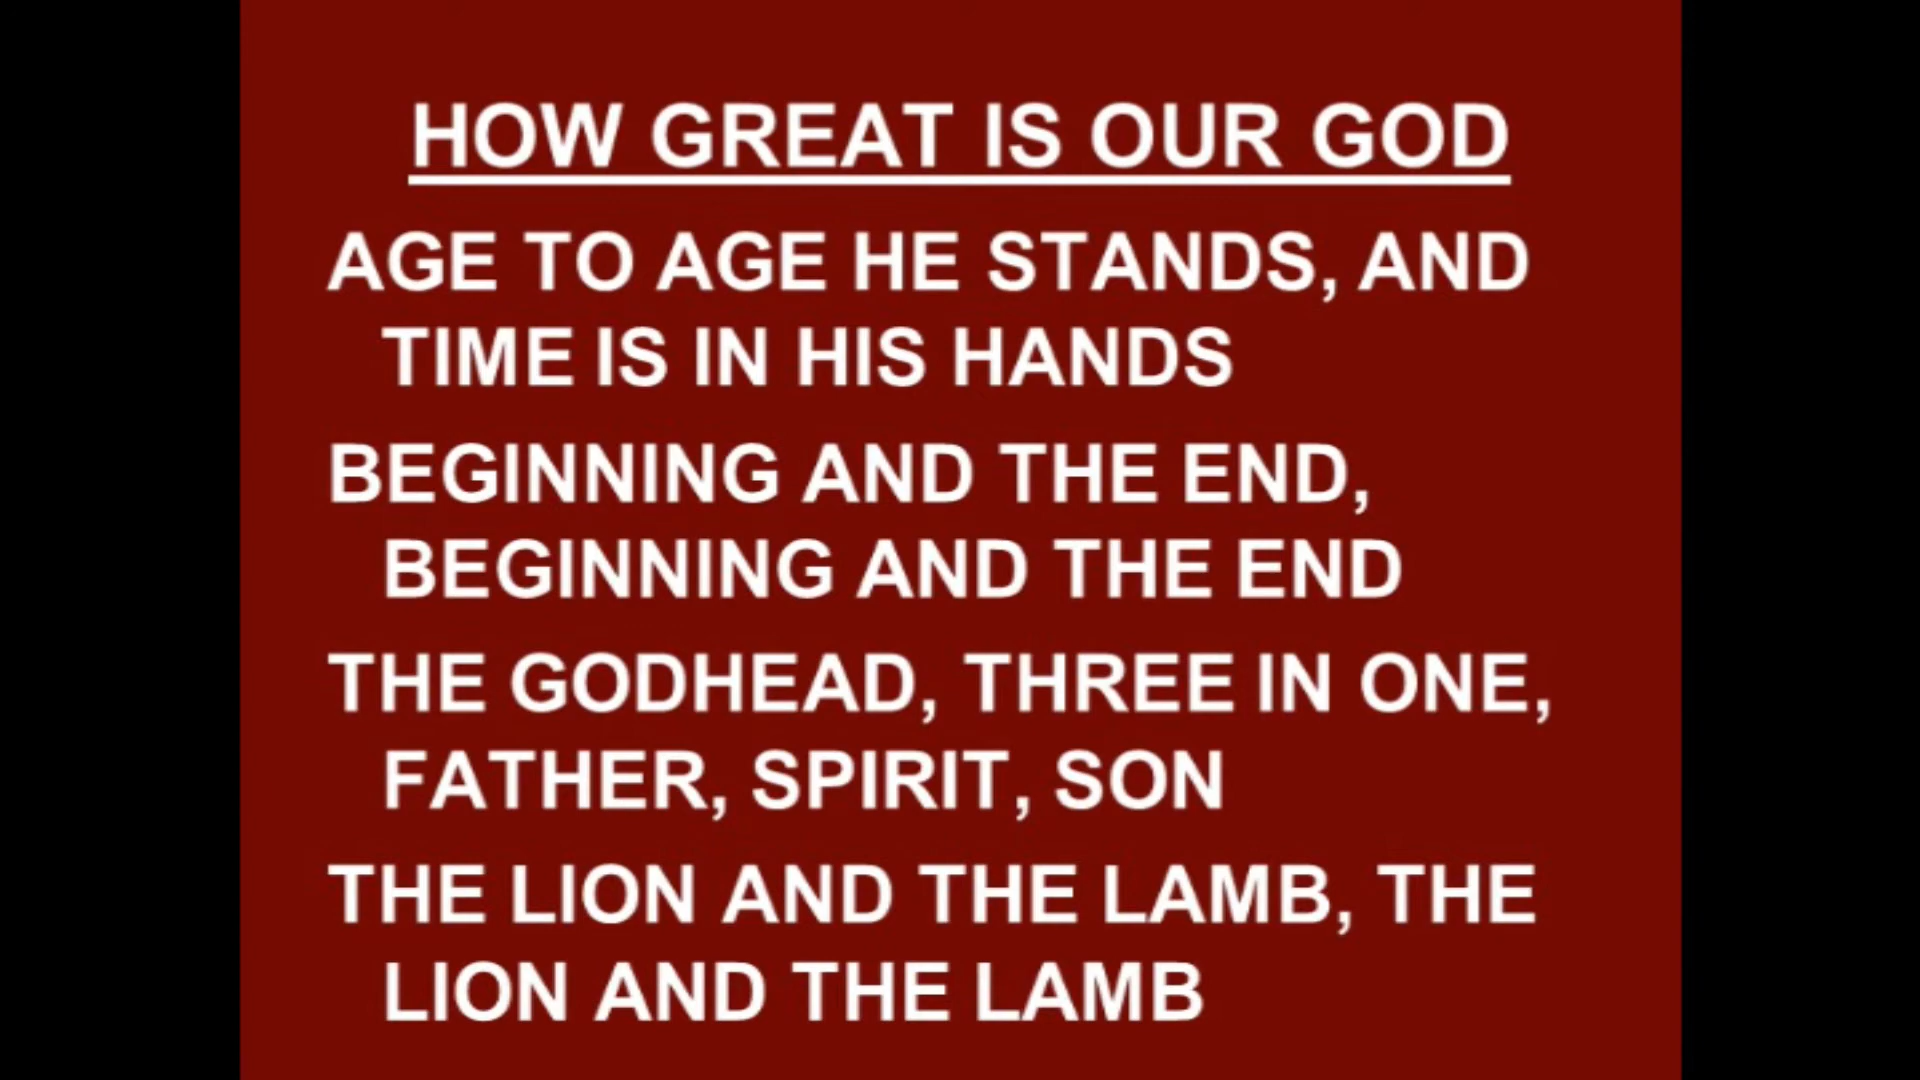 HOW GREAT IS OUR GOD
AGE TO AGE HE STANDS, AND
TIME IS IN HIS HANDS
BEGINNING AND THE END,
BEGINNING AND THE END
THE GODHEAD, THREE IN ONE,
FATHER, SPIRIT, SON
THE LION AND THE LAMB, THE
LION AND THE LAMB